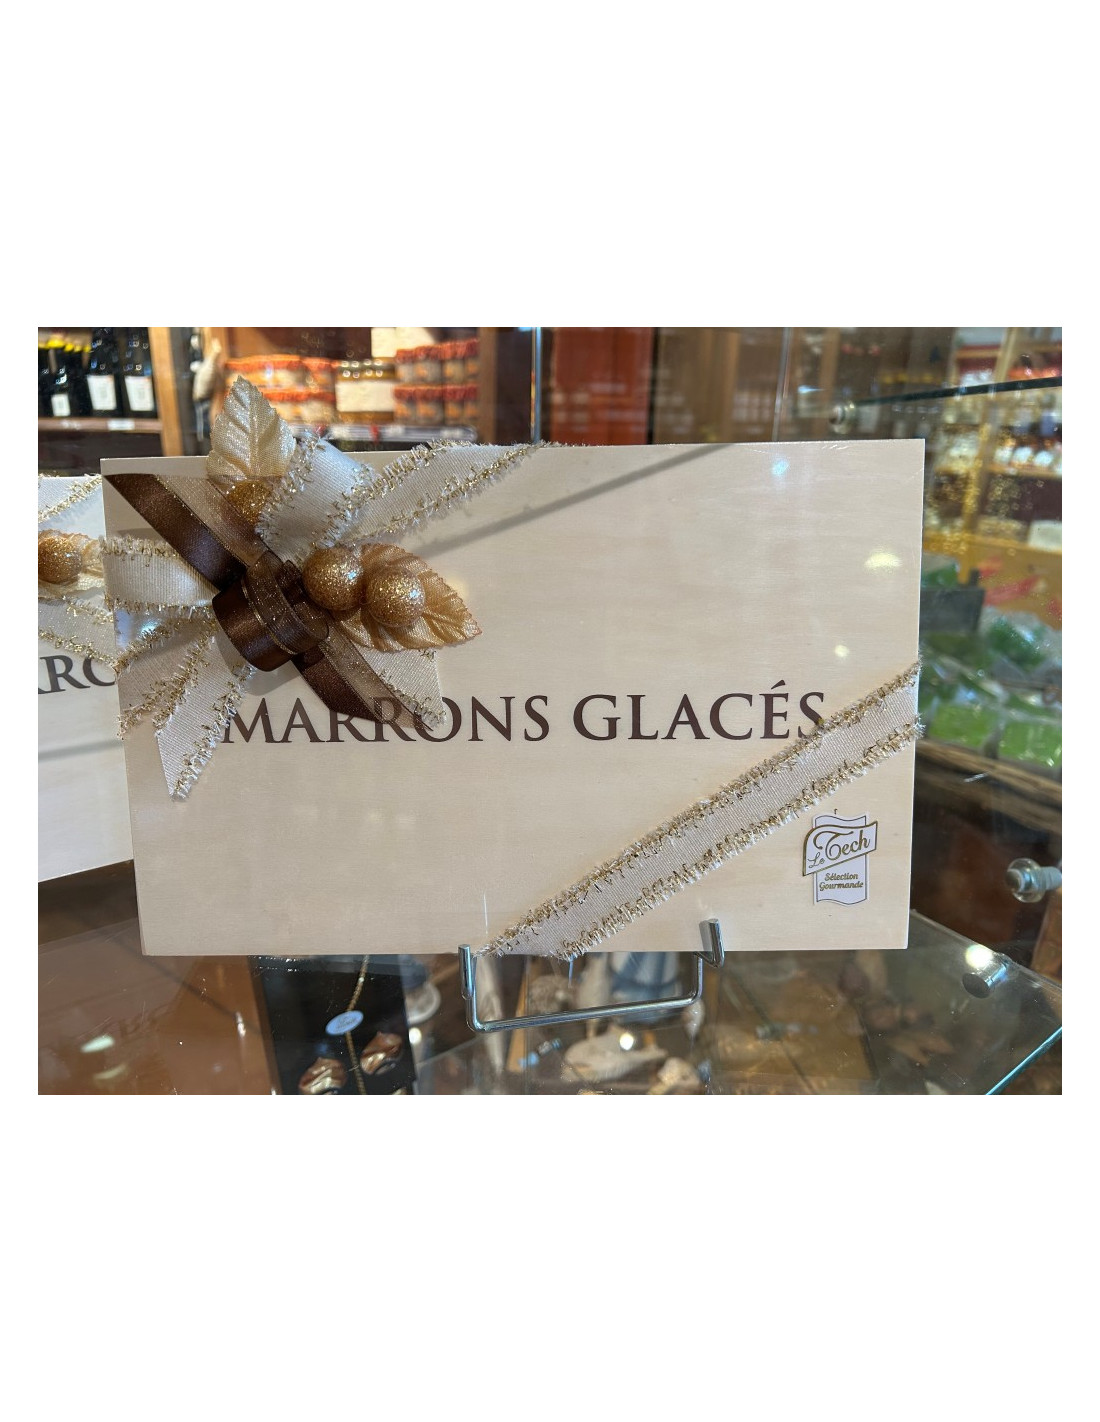 MARRONS GLACÉS
Le Tech
Sélection
Gourmande